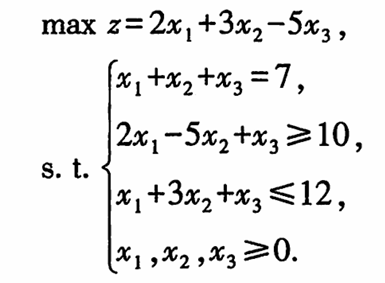 max z=2x₁+3x₂−5x₃,
x₁+x₂+x₃=7,
2x₁−5x₂+x₃⩾10,
s. t.
x₁+3x₂+x₃⩽12,
x₁,x₂,x₃⩾0.